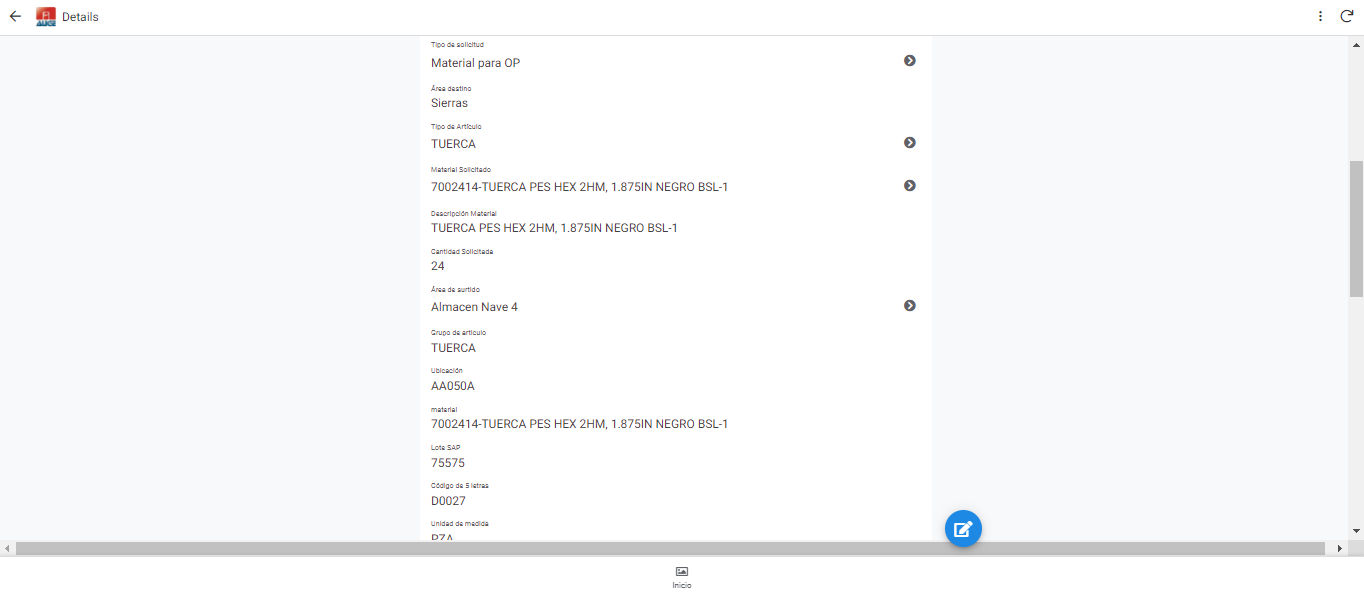 Details
AUGE
Tipo de solicitud
Material para OP
Área destino
Sierras
Tipo de Artículo
TUERCA
Material Solicitado
7002414-TUERCA PES HEX 2HM, 1.875IN NEGRO BSL-1
Descripción Material
TUERCA PES HEX 2HM, 1.875IN NEGRO BSL-1
Cantidad Solicitada
24
Área de surtido
Almacen Nave 4
Grupo de articulo
TUERCA
Ubicación
AA050A
material
7002414-TUERCA PES HEX 2HM, 1.875IN NEGRO BSL-1
Lote SAP
75575
Código de 5 letras
D0027
Unidad de medida
PZA
Inicio